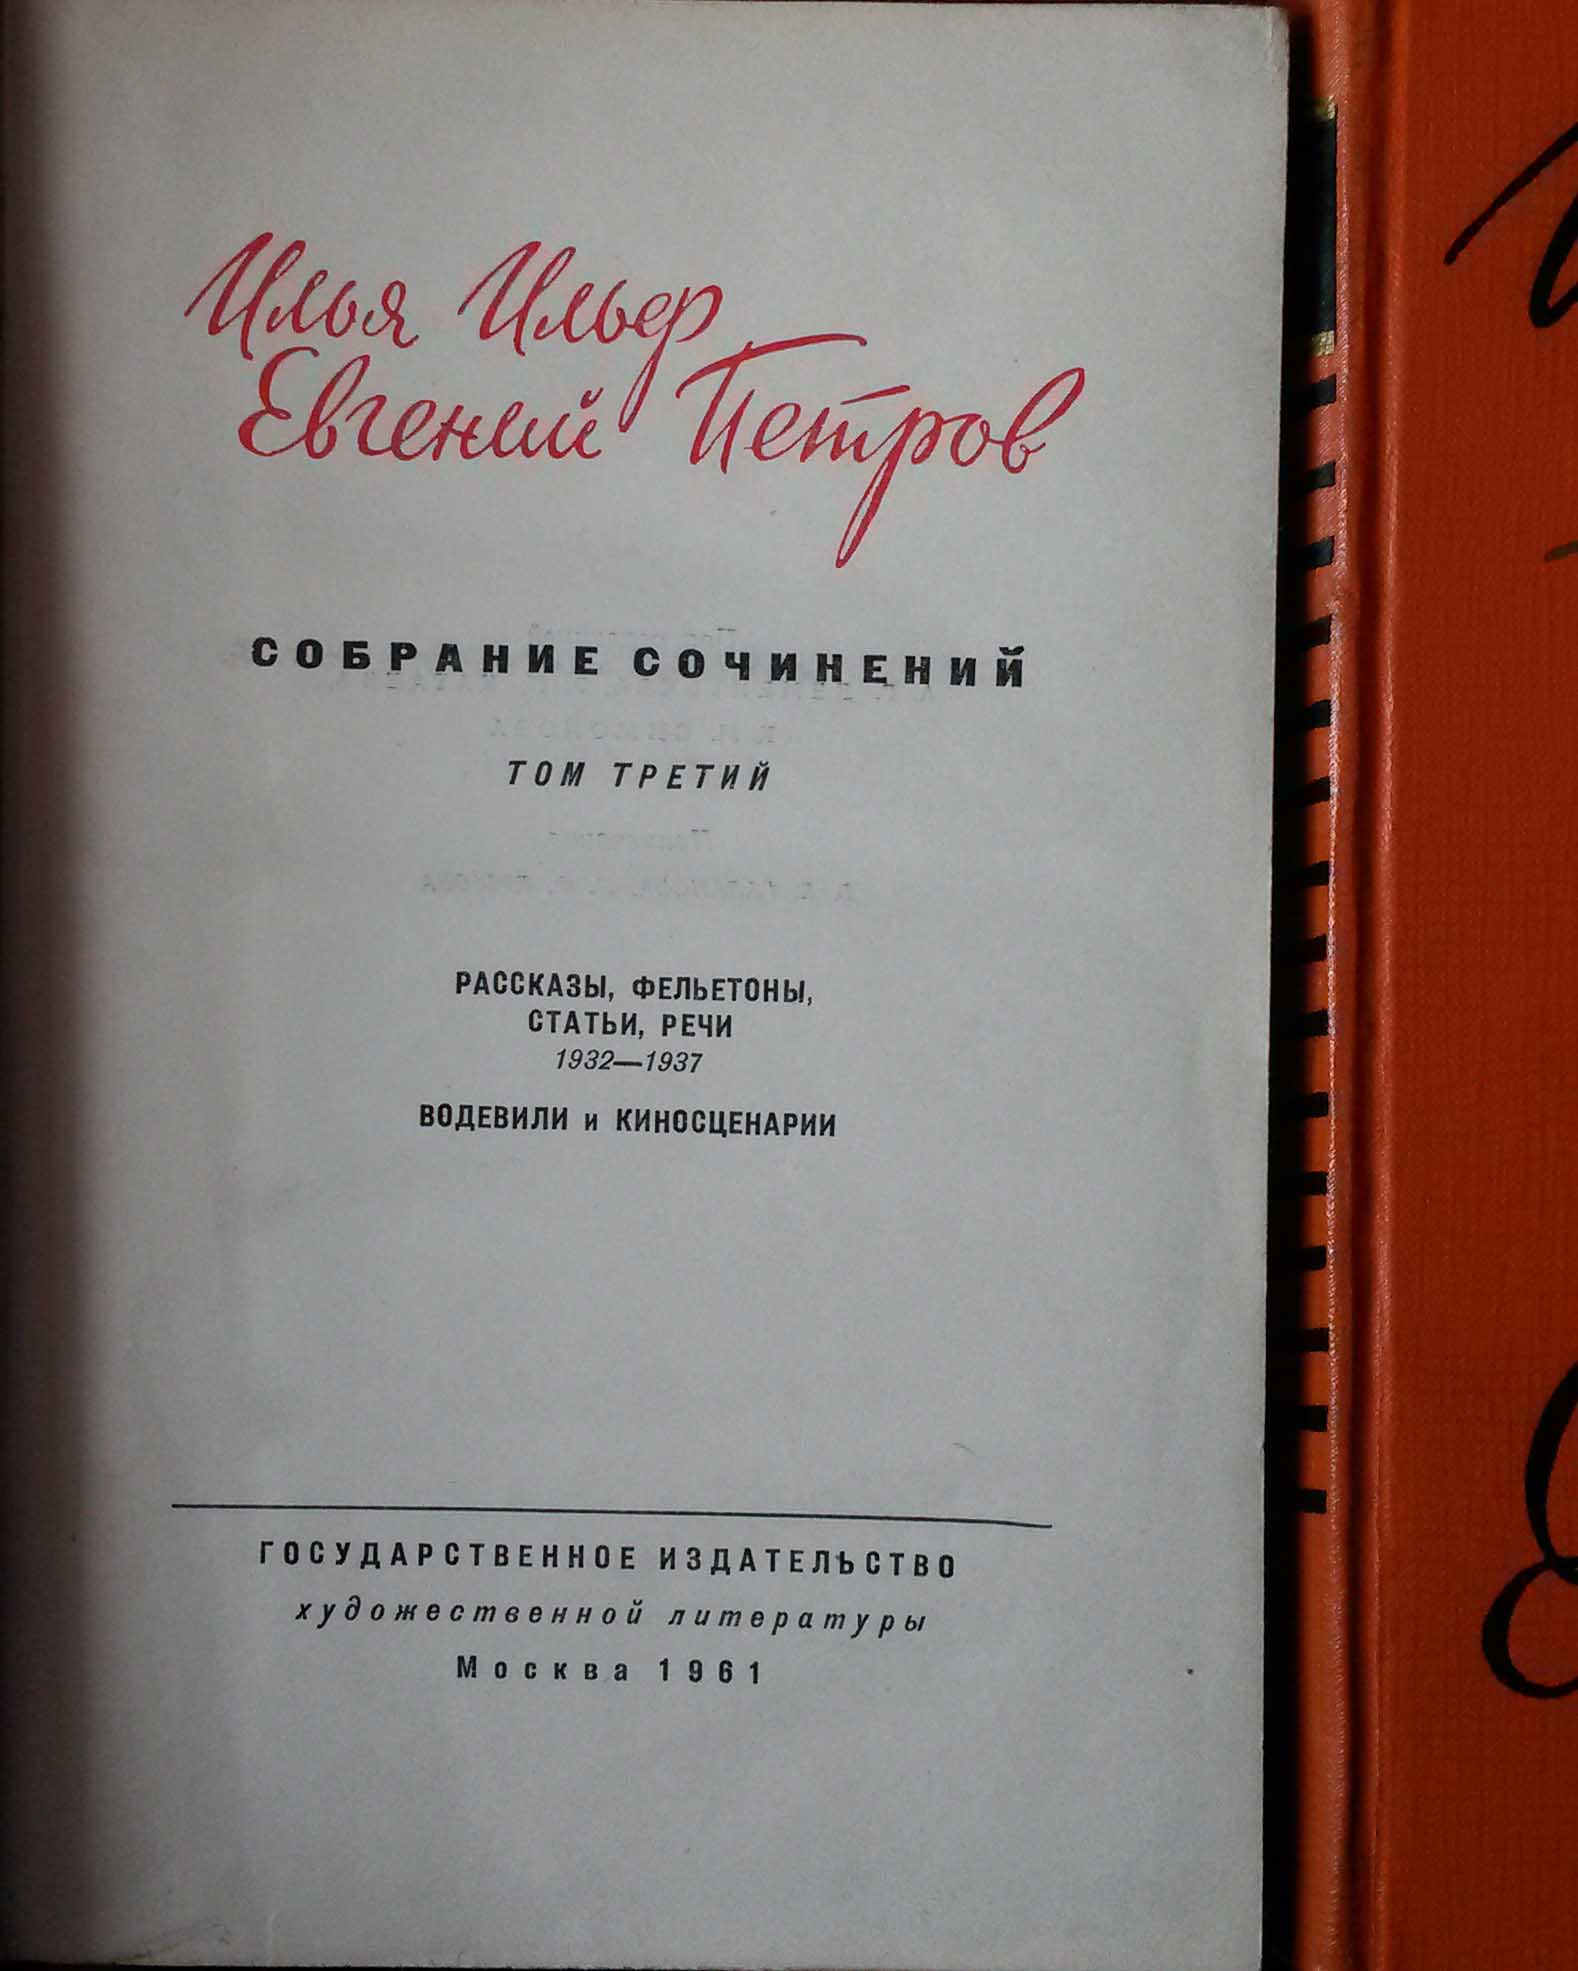 Илья Ильф
Евгений Петров
СОБРАНИЕ СОЧИНЕНИЙ
ТОМ ТРЕТИЙ
РАССКАЗЫ, ФЕЛЬЕТОНЫ,
СТАТЬИ, РЕЧИ
1932—1937
ВОДЕВИЛИ и КИНОСЦЕНАРИИ
ГОСУДАРСТВЕННОЕ ИЗДАТЕЛЬСТВО
художественной литературы
Москва 1961